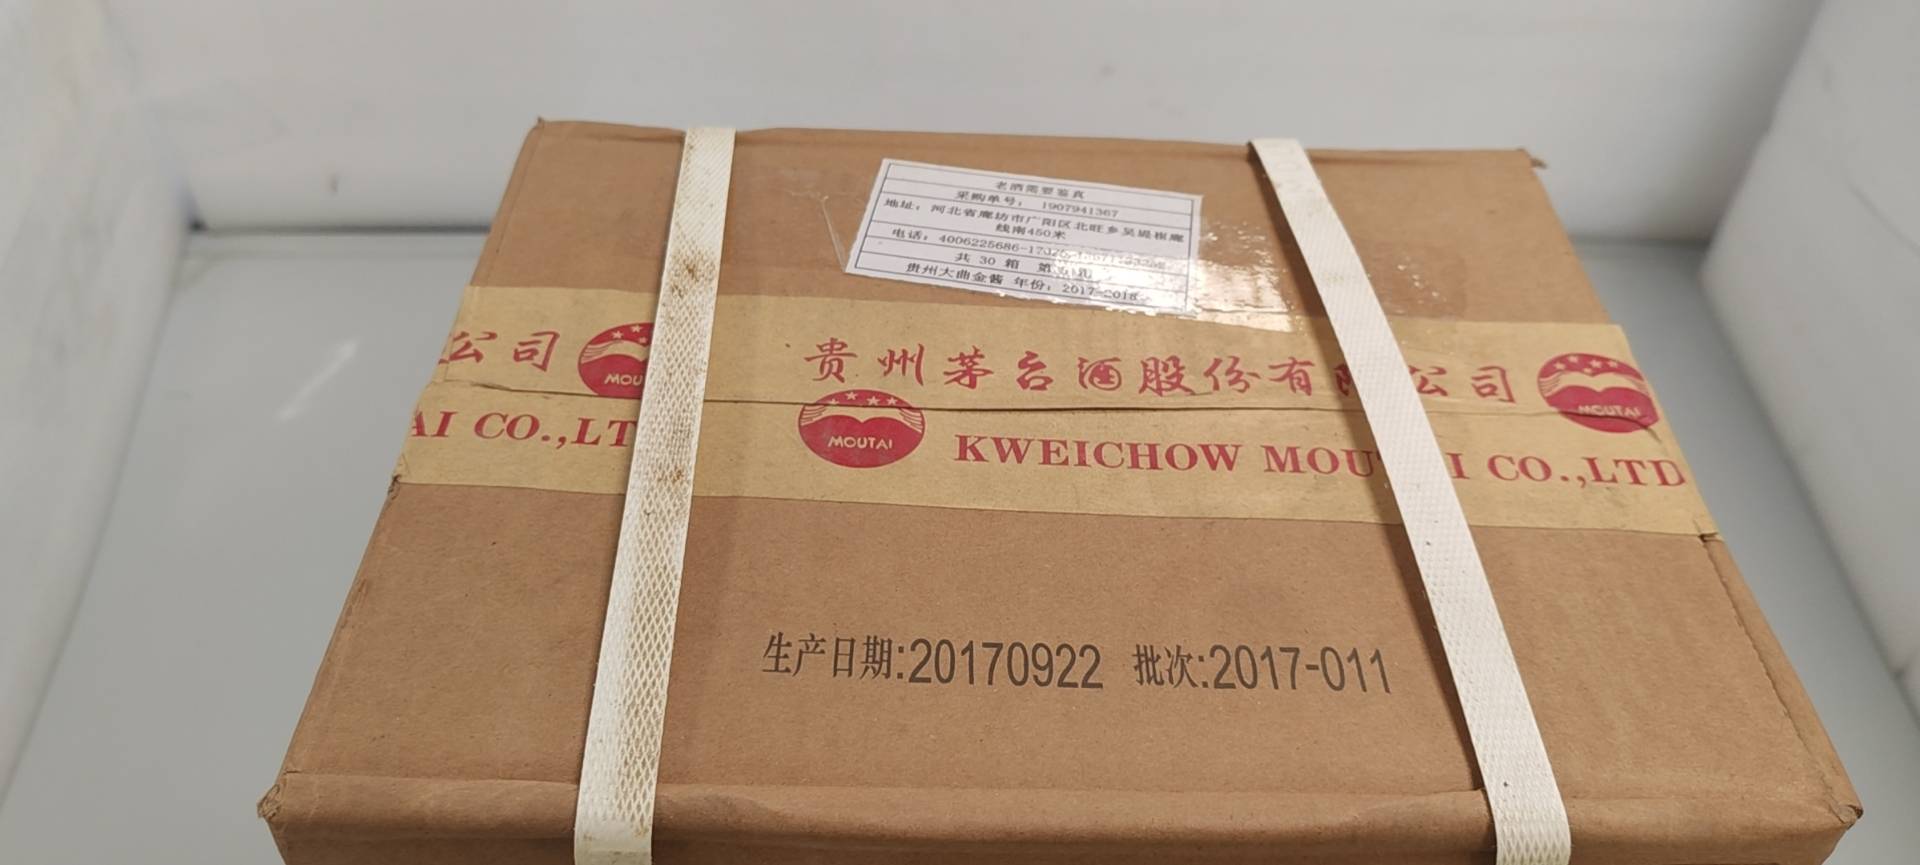 老酒需要鉴真
采购单号： 1907941367
地址： 河北省廊坊市广阳区北旺乡吴堤根廊
线南450米
电话： 4006225686
共 30 箱 第
贵州大曲金酱 年份： 2017-2018
公司 MOU
贵州茅台酒股份有 公司 MOUTAI
AI CO.,LT MOUTAI KWEICHOW MOU I CO.,LTD
生产日期:20170922 批次:2017-011